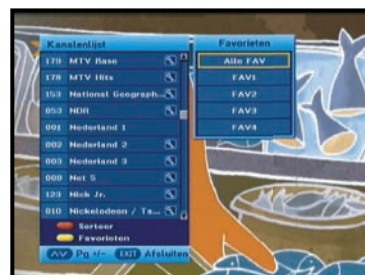 Kanalenlijst
179 MTV Base
178 MTV Hits
153 National Geograph...
053 NDR
001 Nederland 1
002 Nederland 2
003 Nederland 3
009 Net 5
123 Nick Jr.
010 Nickelodeon / Ta...
Sorteer
Favorieten
Pg +/- EXIT Afsluiten
Favorieten
Alle FAV
FAV1
FAV2
FAV3
FAV4